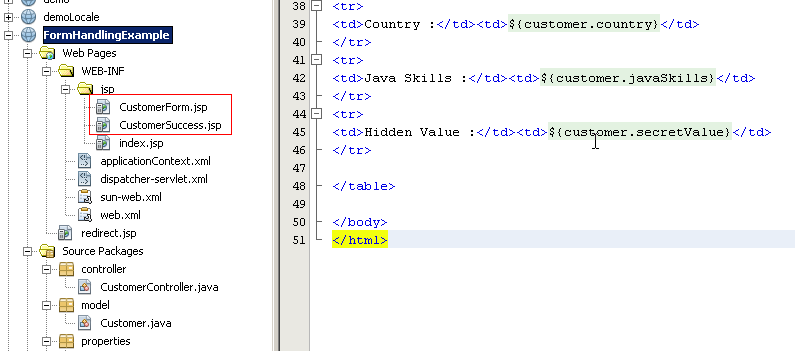 demo
demoLocale
FormHandlingExample
Web Pages
WEB-INF
jsp
CustomerForm.jsp
CustomerSuccess.jsp
index.jsp
applicationContext.xml
dispatcher-servlet.xml
sun-web.xml
web.xml
redirect.jsp
Source Packages
controller
CustomerController.java
model
Customer.java
properties
38 <tr>
39 <td>Country :</td><td>${customer.country}</td>
40 </tr>
41 <tr>
42 <td>Java Skills :</td><td>${customer.javaSkills}</td>
43 </tr>
44 <tr>
45 <td>Hidden Value :</td><td>${customer.secretValue}</td>
46 </tr>
47
48 </table>
49
50 </body>
51 </html>